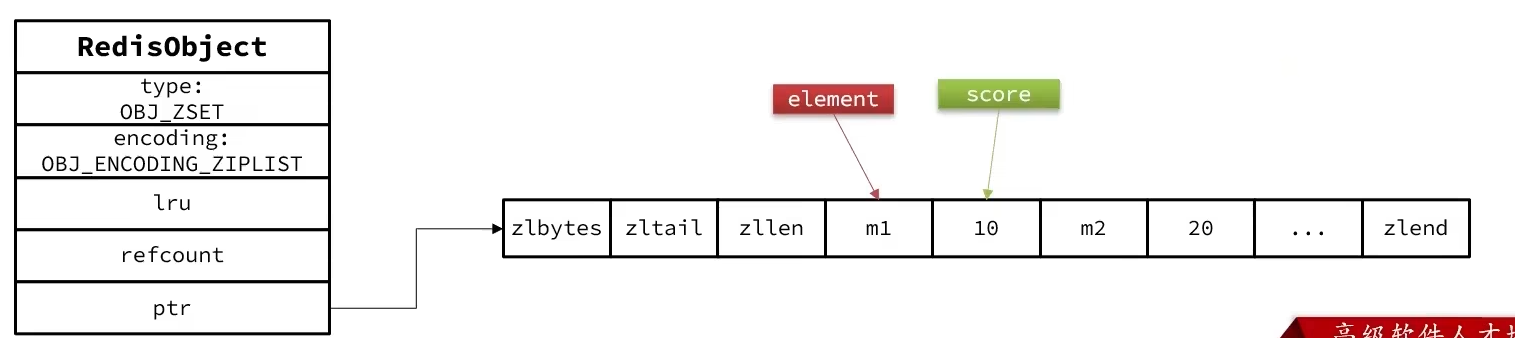 RedisObject
type:
OBJ_ZSET
encoding:
OBJ_ENCODING_ZIPLIST
lru
refcount
ptr
element
score
zlbytes zltail zllen m1 10 m2 20 ... zlend
高级软件人才